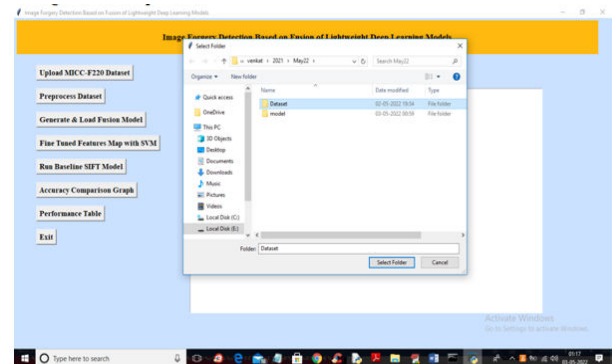 Image Forgery Detection Based on Fusion of Lightweight Deep Learning Models
Image Forgery Detection Based on Fusion of Lightweight Deep Learning Models
Select Folder
venkat › 2021 › May22 ›
Search May22
Organize
New folder
Upload MICC-F220 Dataset
Preprocess Dataset
Generate & Load Fusion Model
Fine Tuned Features Map with SVM
Run Baseline SIFT Model
Accuracy Comparison Graph
Performance Table
Exit
Quick access
OneDrive
This PC
3D Objects
Desktop
Documents
Downloads
Music
Pictures
Videos
Local Disk (C:)
Local Disk (E:)
Name Date modified Type
Dataset 02-05-2022 19:34 File folder
model 03-05-2022 00:59 File folder
Folder: Dataset
Select Folder Cancel
Activate Windows
Go to Settings to activate Windows.
Type here to search
01:17
03-05-2022